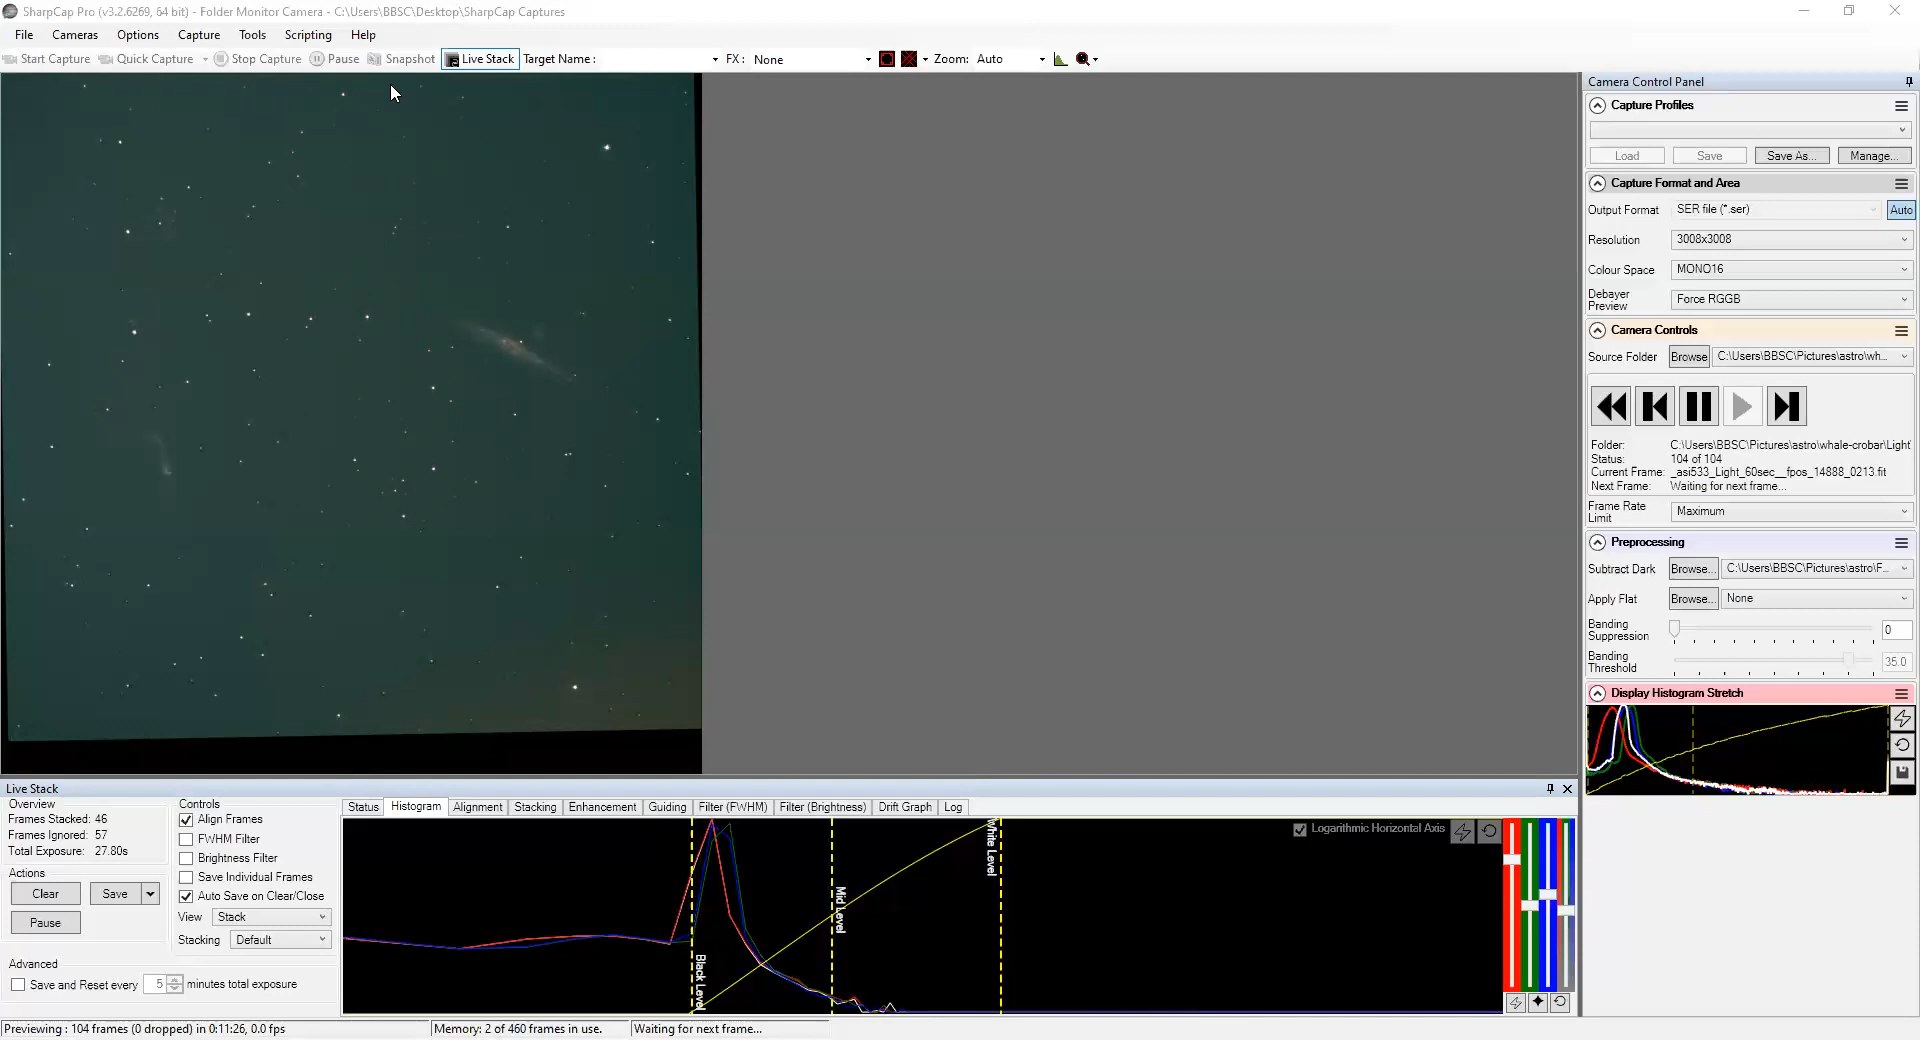 SharpCap Pro (v3.2.6269, 64 bit) - Folder Monitor Camera - C:\Users\BBSC\Desktop\SharpCap Captures
File Cameras Options Capture Tools Scripting Help
Start Capture Quick Capture Stop Capture Pause Snapshot Live Stack Target Name : FX : None Zoom: Auto
Camera Control Panel
Capture Profiles
Load Save Save As... Manage...
Capture Format and Area
Output Format SER file (*.ser) Auto
Resolution 3008x3008
Colour Space MONO16
Debayer Preview Force RGGB
Camera Controls
Source Folder Browse C:\Users\BBSC\Pictures\astro\wh...
Folder: C:\Users\BBSC\Pictures\astro\whale-crobar\Light
Status: 104 of 104
Current Frame: _asi533_Light_60sec__fpos_14888_0213.fit
Next Frame: Waiting for next frame...
Frame Rate Limit Maximum
Preprocessing
Subtract Dark Browse... C:\Users\BBSC\Pictures\astro\F...
Apply Flat Browse... None
Banding Suppression 0
Banding Threshold 35.0
Display Histogram Stretch
Live Stack
Overview
Frames Stacked: 46
Frames Ignored: 57
Total Exposure: 27.80s
Actions
Clear Save
Pause
Controls
Align Frames
FWHM Filter
Brightness Filter
Save Individual Frames
Auto Save on Clear/Close
View Stack
Stacking Default
Advanced
Save and Reset every 5 minutes total exposure
Status Histogram Alignment Stacking Enhancement Guiding Filter (FWHM) Filter (Brightness) Drift Graph Log
Black Level
Mid Level
White Level
Logarithmic Horizontal Axis
Previewing : 104 frames (0 dropped) in 0:11:26, 0.0 fps Memory: 2 of 460 frames in use. Waiting for next frame...